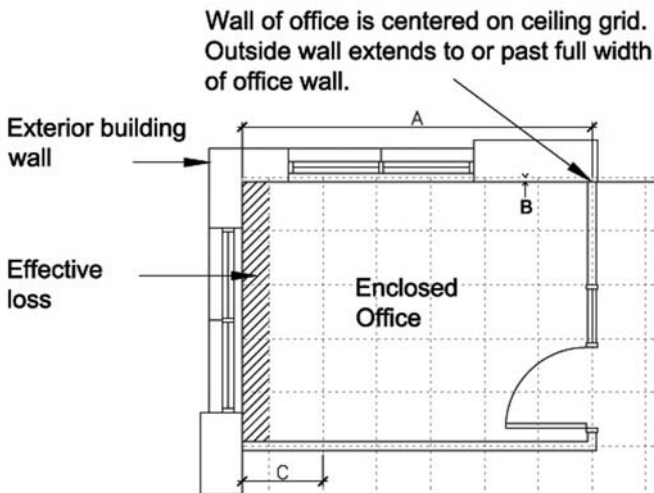 Wall of office is centered on ceiling grid.
Outside wall extends to or past full width
of office wall.
A
Exterior building
wall
B
Effective
loss
Enclosed
Office
C